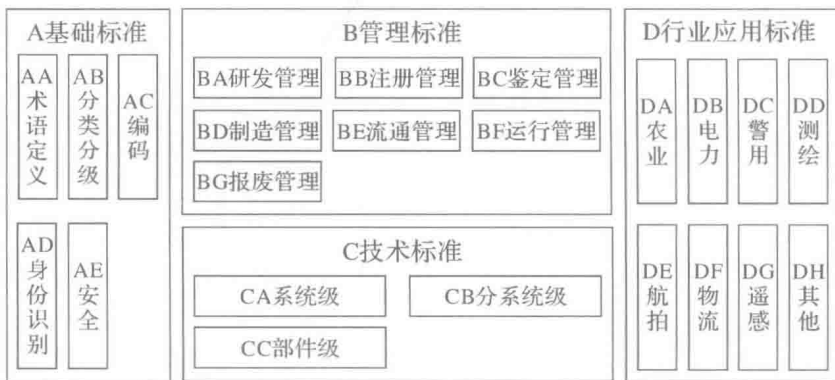 A基础标准
AA术语定义
AB分类分级
AC编码
AD身份识别
AE安全
B管理标准
BA研发管理
BB注册管理
BC鉴定管理
BD制造管理
BE流通管理
BF运行管理
BG报废管理
C技术标准
CA系统级
CB分系统级
CC部件级
D行业应用标准
DA农业
DB电力
DC警用
DD测绘
DE航拍
DF物流
DG遥感
DH其他